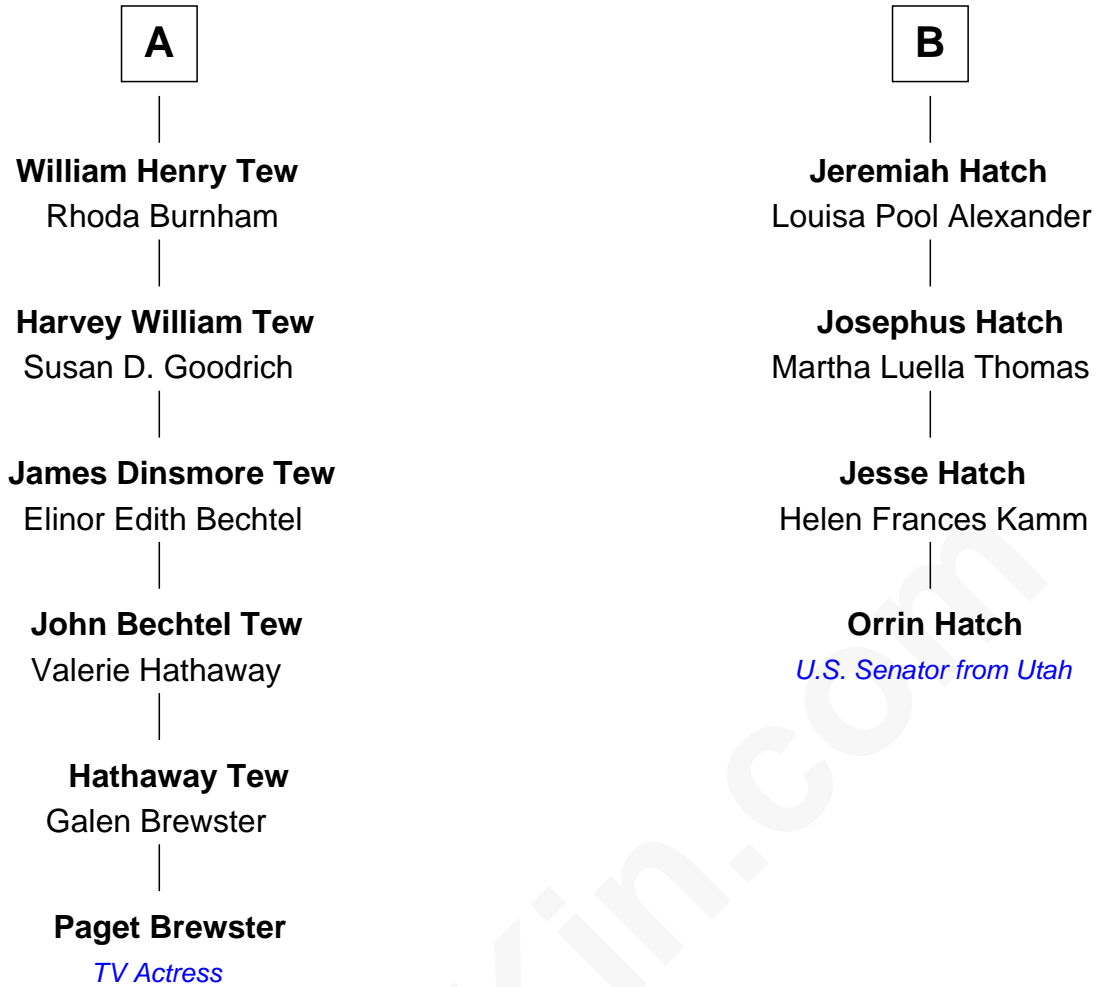 A
William Henry Tew
Rhoda Burnham
Harvey William Tew
Susan D. Goodrich
James Dinsmore Tew
Elinor Edith Bechtel
John Bechtel Tew
Valerie Hathaway
Hathaway Tew
Galen Brewster
Paget Brewster
TV Actress
B
Jeremiah Hatch
Louisa Pool Alexander
Josephus Hatch
Martha Luella Thomas
Jesse Hatch
Helen Frances Kamm
Orrin Hatch
U.S. Senator from Utah